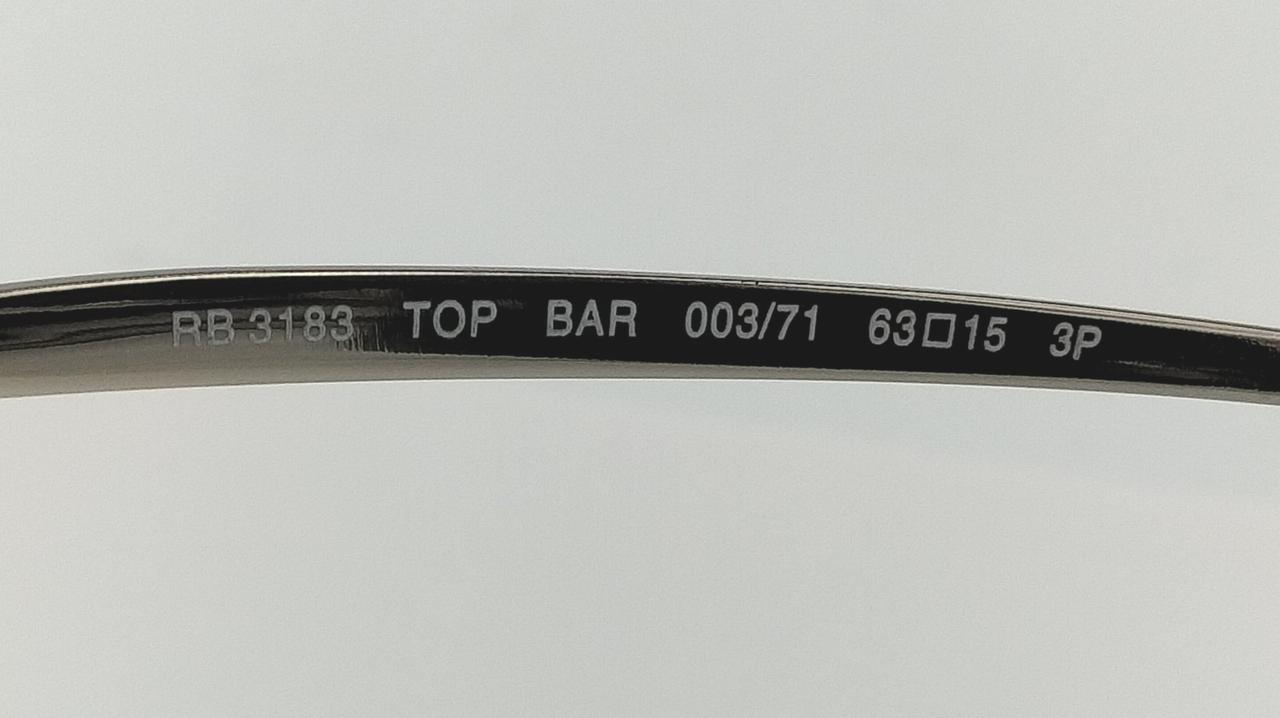 RB 3183 TOP BAR 003/71 63□15 3P